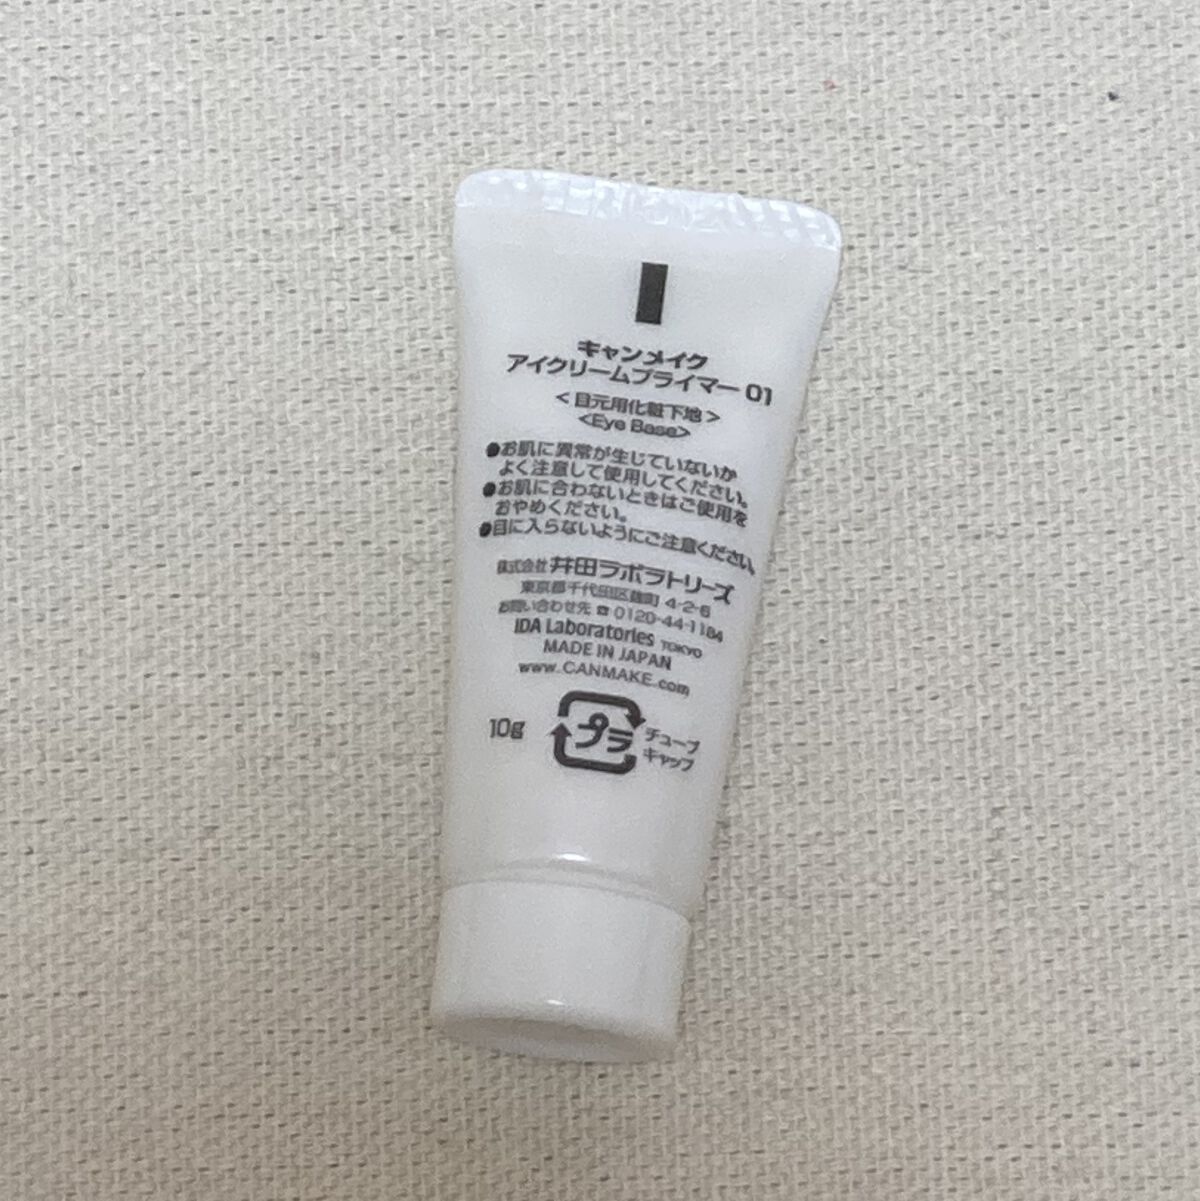 キャンメイク
アイクリームプライマー 01
<目元用化粧下地>
<Eye Base>
●お肌に異常が生じていないか
よく注意して使用してください。
●お肌に合わないときはご使用を
おやめください。
●目に入らないようにご注意ください。
株式会社 井田ラボラトリーズ
東京都千代田区麹町 4-2-6
お問い合わせ先 ☎ 0120-44-1184
IDA Laboratories TOKYO
MADE IN JAPAN
www.CANMAKE.com
10g
プラ
チューブ
キャップ